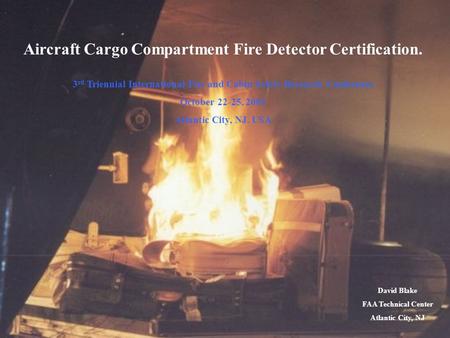 Aircraft Cargo Compartment Fire Detector Certification.
3rd Triennial International Fire and Cabin Safety Research Conference
October 22-25, 2001
Atlantic City, NJ. USA
David Blake
FAA Technical Center
Atlantic City, NJ